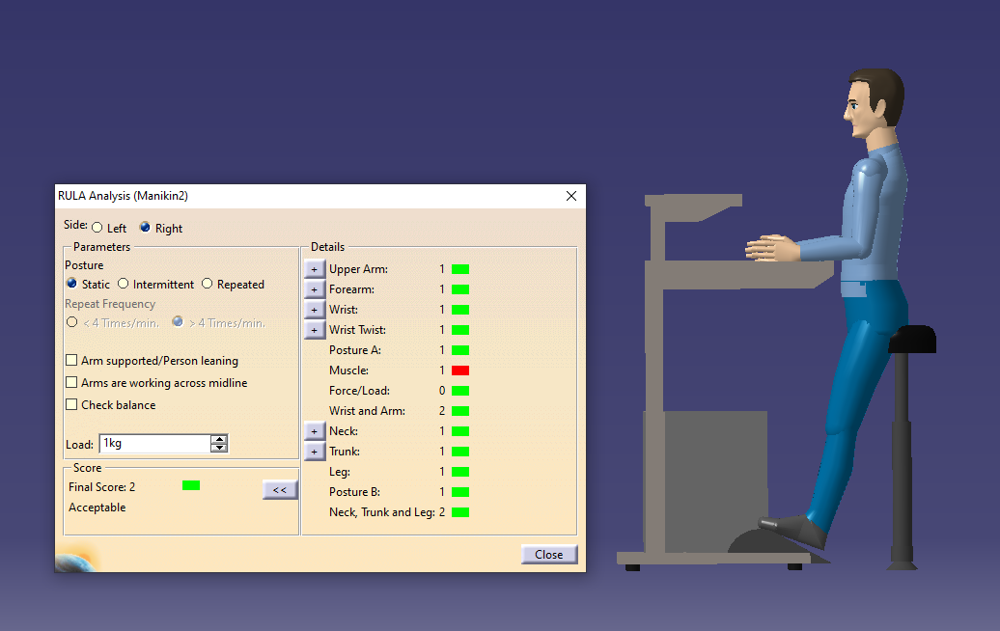 RULA Analysis (Manikin2)
Side: Left Right
Parameters
Posture
Static Intermittent Repeated
Repeat Frequency
< 4 Times/min. > 4 Times/min.
Arm supported/Person leaning
Arms are working across midline
Check balance
Load: 1kg
Score
Final Score: 2
<<
Acceptable
Details
+ Upper Arm: 1
+ Forearm: 1
+ Wrist: 1
+ Wrist Twist: 1
Posture A: 1
Muscle: 1
Force/Load: 0
Wrist and Arm: 2
+ Neck: 1
+ Trunk: 1
Leg: 1
Posture B: 1
Neck, Trunk and Leg: 2
Close